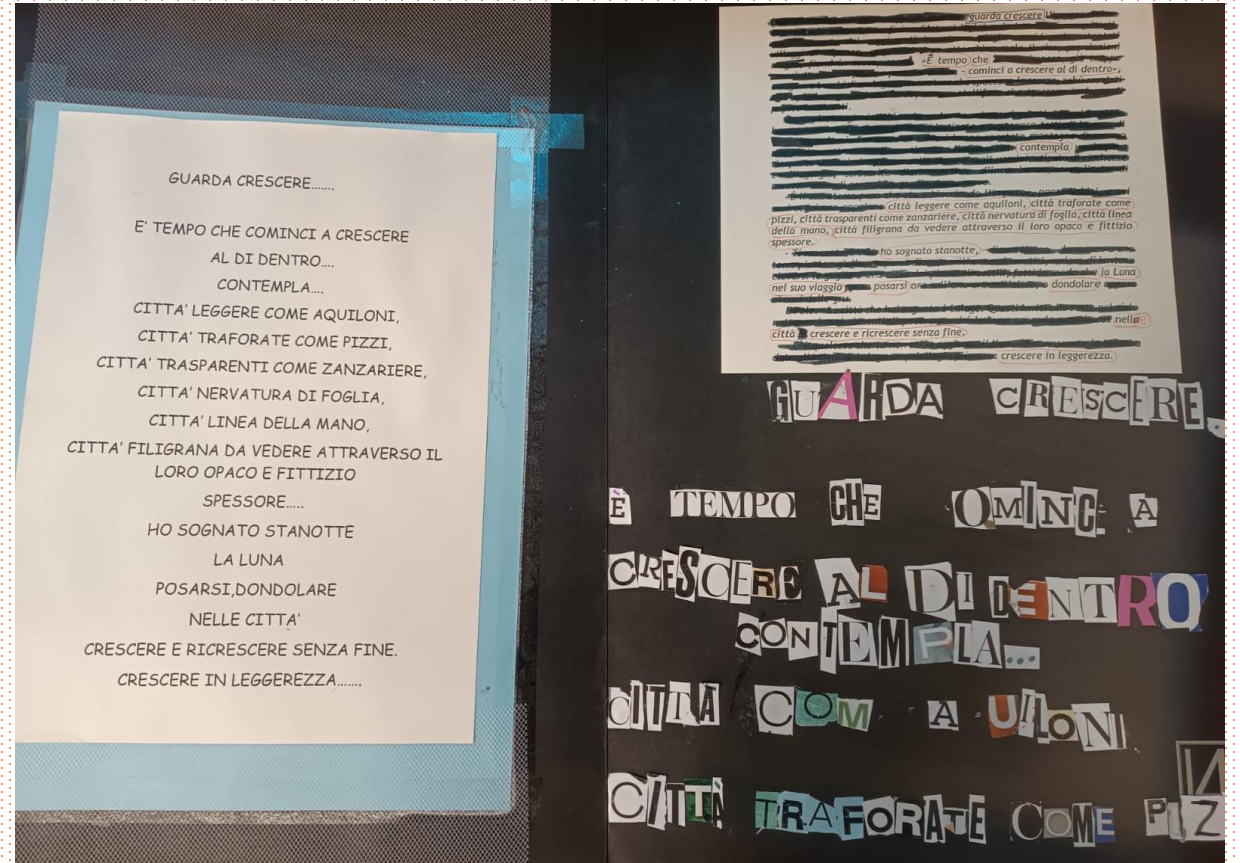 GUARDA CRESCERE.......
E' TEMPO CHE COMINCI A CRESCERE
AL DI DENTRO....
CONTEMPLA....
CITTA' LEGGERE COME AQUILONI,
CITTA' TRAFORATE COME PIZZI,
CITTA' TRASPARENTI COME ZANZARIERE,
CITTA' NERVATURA DI FOGLIA,
CITTA' LINEA DELLA MANO,
CITTA' FILIGRANA DA VEDERE ATTRAVERSO IL
LORO OPACO E FITTIZIO
SPESSORE.....
HO SOGNATO STANOTTE
LA LUNA
POSARSI,DONDOLARE
NELLE CITTA'
CRESCERE E RICRESCERE SENZA FINE.
CRESCERE IN LEGGEREZZA.......
guarda crescere
«È tempo che
- cominci a crescere al di dentro»,
contempla
città leggere come aquiloni, città traforate come
pizzi, città trasparenti come zanzariere, città nervatura di foglia, città linea
della mano, città filigrana da vedere attraverso il loro opaco e fittizio
spessore.
ho sognato stanotte,
la Luna
nel suo viaggio posarsi dondolare
nella
città crescere e ricrescere senza fine.
crescere in leggerezza.
GUARDA CRESCERE.
È TEMPO CHE OMINC A
CRESCERE AL DI DENTRO
CONTEMPLA...
CITTÀ COM A UILONI
CITTÀ TRAFORATE COME PIZ